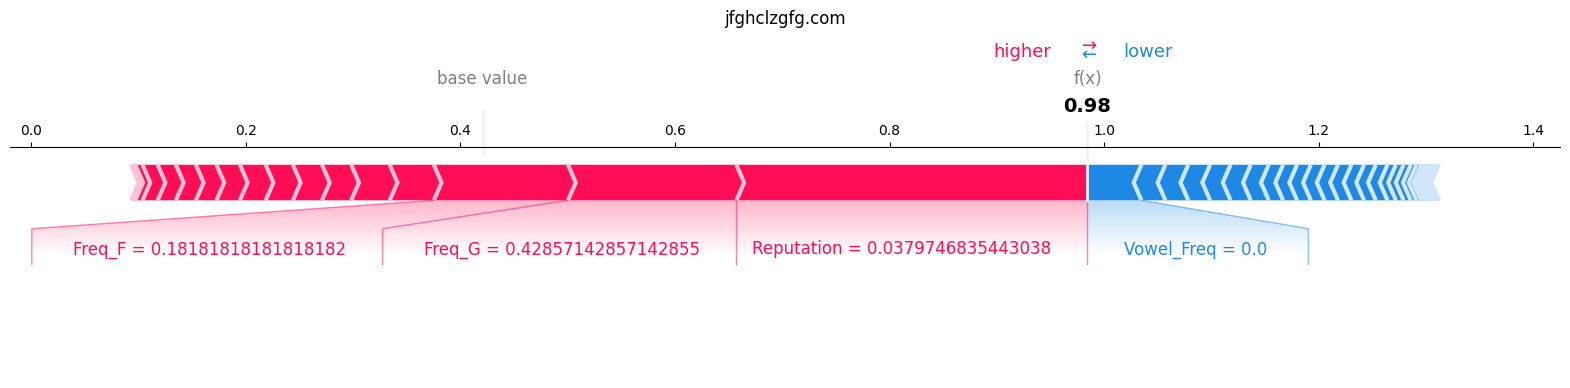 jfghclzgfg.com
higher → ← lower
base value f(x)
0.98
0.0 0.2 0.4 0.6 0.8 1.0 1.2 1.4
Freq_F = 0.18181818181818182 Freq_G = 0.42857142857142855 Reputation = 0.0379746835443038 Vowel_Freq = 0.0